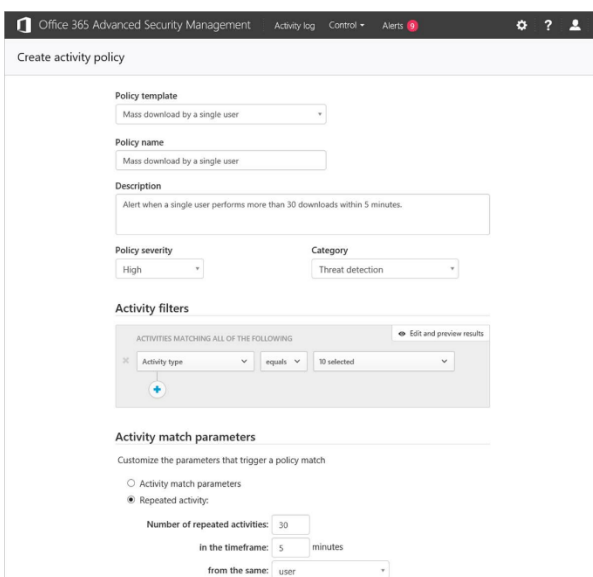 Office 365 Advanced Security Management Activity log Control Alerts 9 ?
Create activity policy
Policy template
Mass download by a single user
Policy name
Mass download by a single user
Description
Alert when a single user performs more than 30 downloads within 5 minutes.
Policy severity Category
High Threat detection
Activity filters
Edit and preview results
ACTIVITIES MATCHING ALL OF THE FOLLOWING
Activity type equals 10 selected
Activity match parameters
Customize the parameters that trigger a policy match
Activity match parameters
Repeated activity:
Number of repeated activities: 30
in the timeframe: 5 minutes
from the same: user